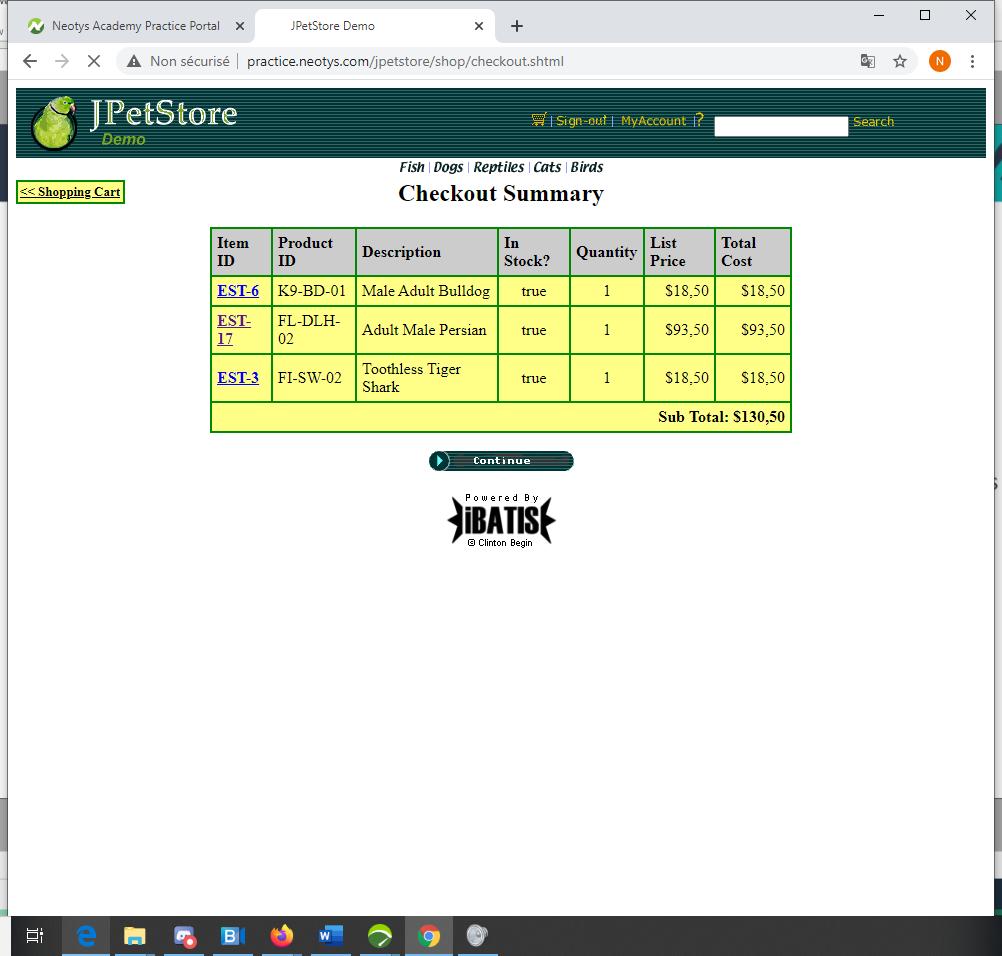 Neotys Academy Practice Portal
JPetStore Demo
Non sécurisé
practice.neotys.com/jpetstore/shop/checkout.shtml
N
JPetStore
Demo
| Sign-out | MyAccount | ?
Search
Fish | Dogs | Reptiles | Cats | Birds
<< Shopping Cart
Checkout Summary
Item ID Product ID Description In Stock? Quantity List Price Total Cost
EST-6 K9-BD-01 Male Adult Bulldog true 1 $18,50 $18,50
EST-17 FL-DLH-02 Adult Male Persian true 1 $93,50 $93,50
EST-3 FI-SW-02 Toothless Tiger Shark true 1 $18,50 $18,50
Sub Total: $130,50
Continue
Powered By
iBATIS
© Clinton Begin